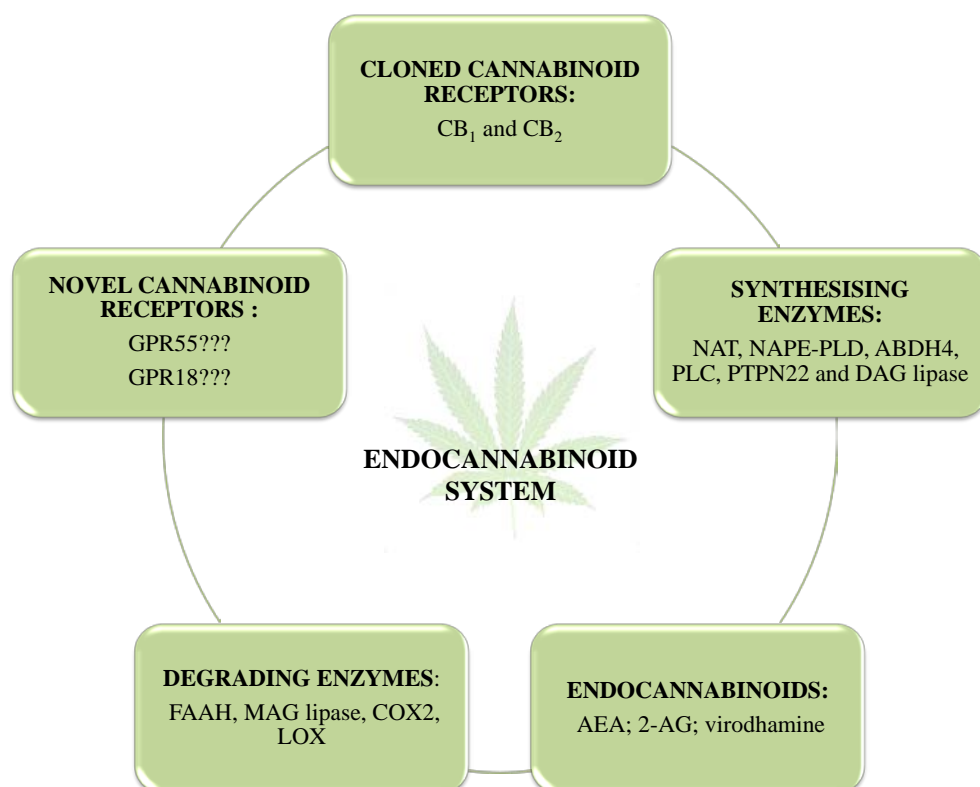 CLONED CANNABINOID
RECEPTORS:
CB₁ and CB₂
NOVEL CANNABINOID
RECEPTORS :
GPR55???
GPR18???
SYNTHESISING
ENZYMES:
NAT, NAPE-PLD, ABDH4,
PLC, PTPN22 and DAG lipase
ENDOCANNABINOID
SYSTEM
DEGRADING ENZYMES:
FAAH, MAG lipase, COX2,
LOX
ENDOCANNABINOIDS:
AEA; 2-AG; virodhamine